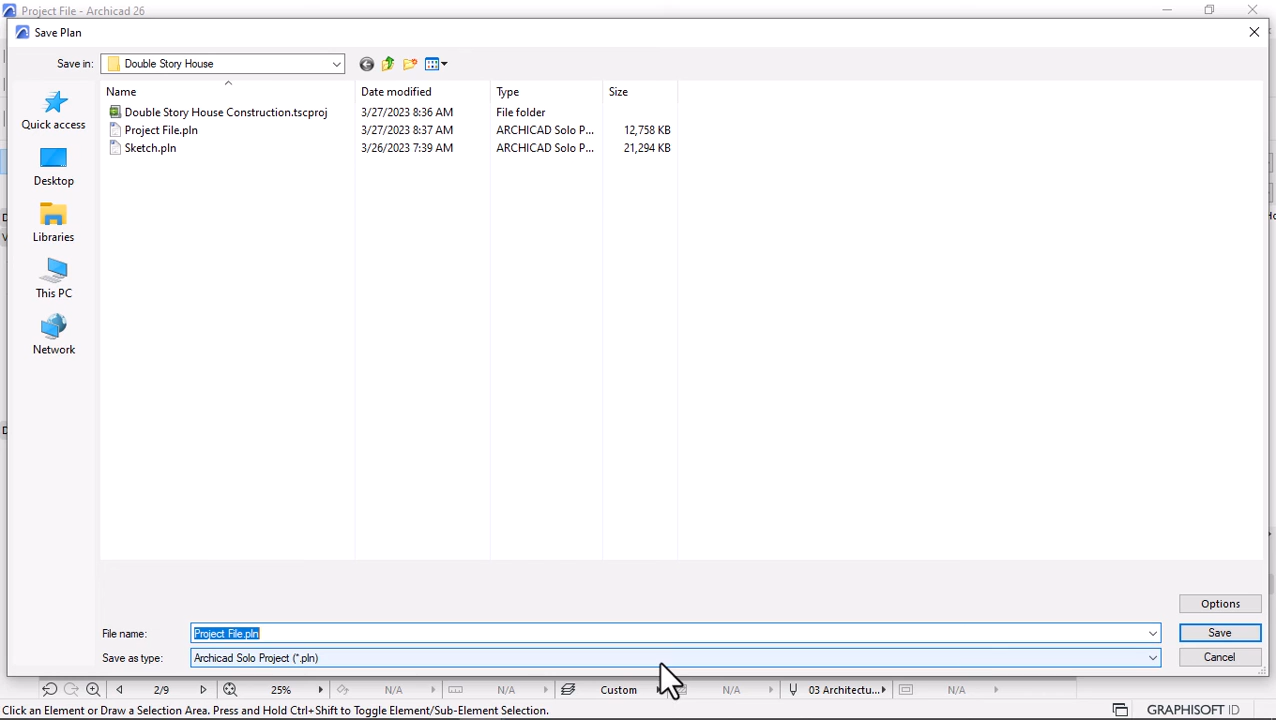 Project File - Archicad 26
Save Plan
Save in: Double Story House
Name Date modified Type Size
Double Story House Construction.tscproj 3/27/2023 8:36 AM File folder
Project File.pln 3/27/2023 8:37 AM ARCHICAD Solo P... 12,758 KB
Sketch.pln 3/26/2023 7:39 AM ARCHICAD Solo P... 21,294 KB
Quick access
Desktop
Libraries
This PC
Network
Options
File name: Project File.pln Save
Save as type: Archicad Solo Project (*.pln) Cancel
2/9 25% N/A N/A Custom N/A 03 Architectu... N/A
Click an Element or Draw a Selection Area. Press and Hold Ctrl+Shift to Toggle Element/Sub-Element Selection. GRAPHISOFT ID